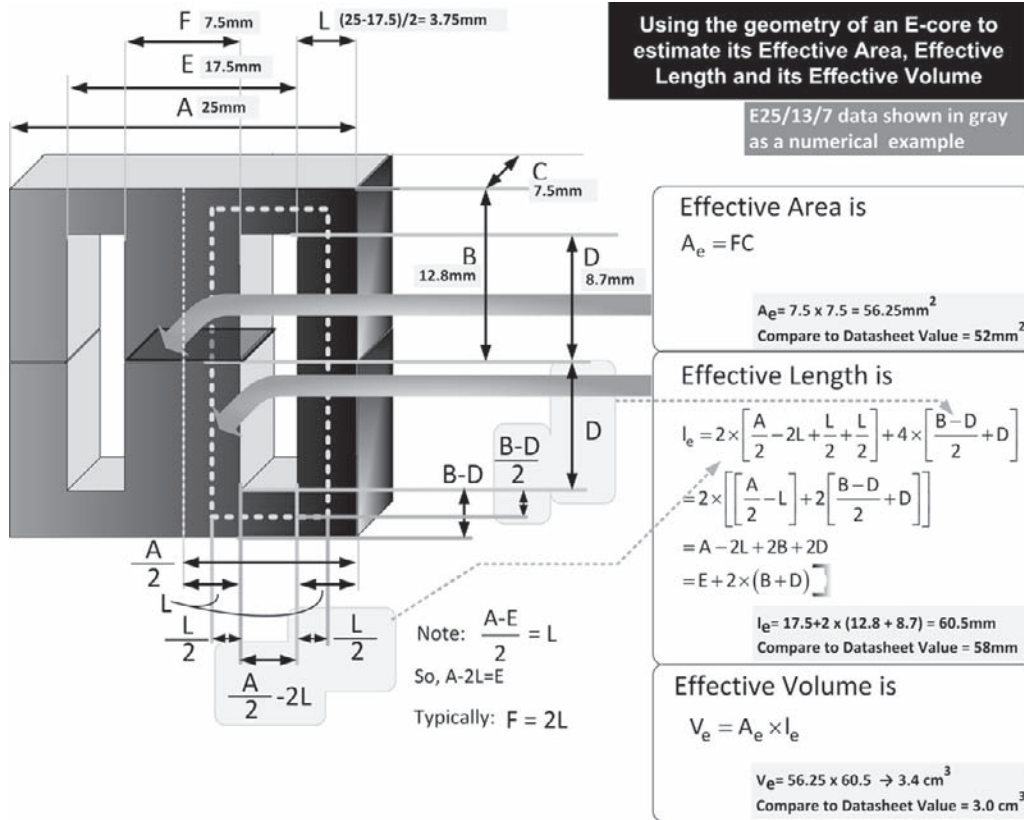 F 7.5mm
L (25-17.5)/2= 3.75mm
E 17.5mm
A 25mm
Using the geometry of an E-core to
estimate its Effective Area, Effective
Length and its Effective Volume
E25/13/7 data shown in gray
as a numerical example
C
7.5mm
B
12.8mm
D
8.7mm
D
B-D
B-D
2
A
2
L
L
2
L
2
A
2
-2L
Note: A-E
2
= L
So, A-2L=E
Typically: F = 2L
Effective Area is
Aₑ = FC
Aₑ= 7.5 x 7.5 = 56.25mm²
Compare to Datasheet Value = 52mm²
Effective Length is
lₑ = 2×[A/2 −2L+ L/2 + L/2] +4×[B−D/2 +D]
=2×[[A/2 −L]+2[B−D/2 +D]]
= A−2L+2B+2D
=E+2×(B+D)]
lₑ= 17.5+2 x (12.8 + 8.7) = 60.5mm
Compare to Datasheet Value = 58mm
Effective Volume is
Vₑ = Aₑ ×lₑ
Vₑ= 56.25 x 60.5 → 3.4 cm³
Compare to Datasheet Value = 3.0 cm³